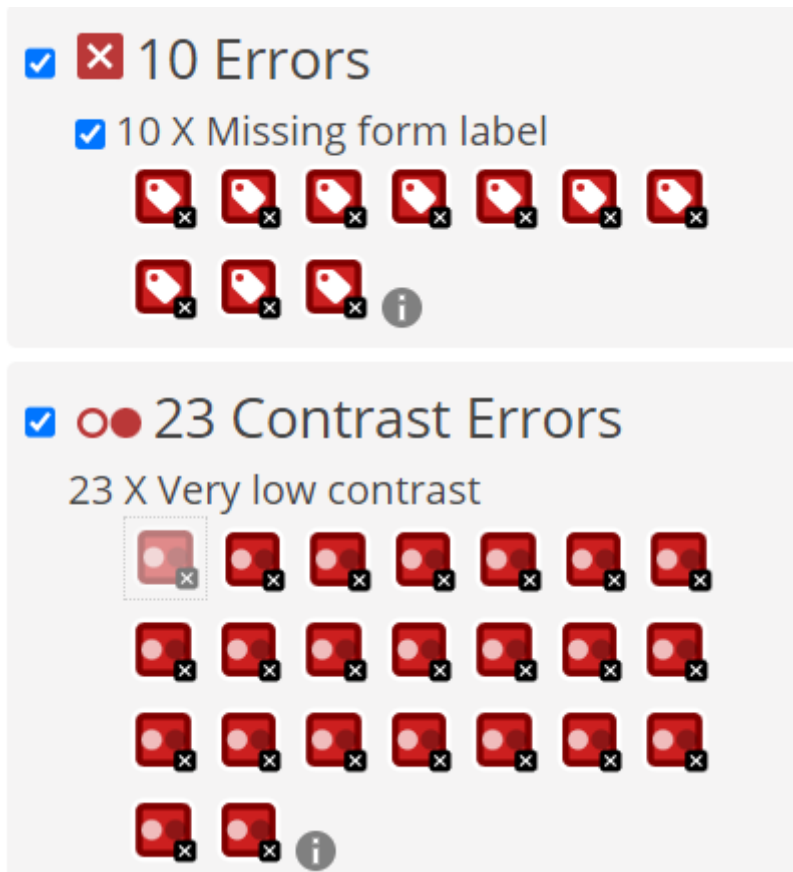 10 Errors
10 X Missing form label
23 Contrast Errors
23 X Very low contrast